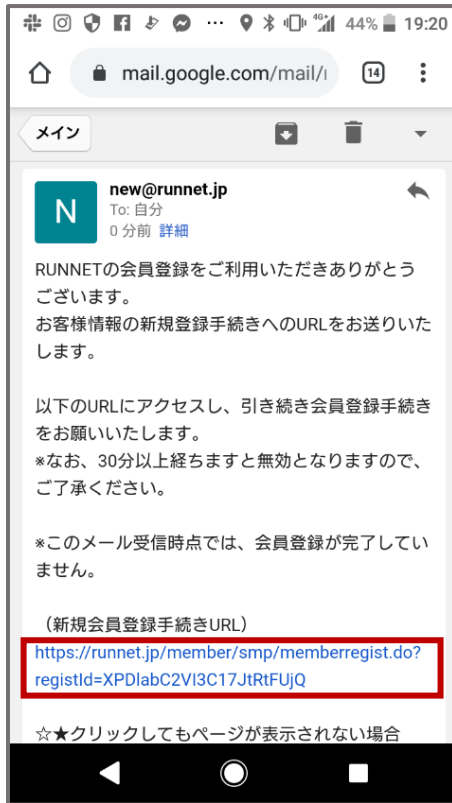 44% 19:20
mail.google.com/mail/
14
メイン
N
new@runnet.jp
To: 自分
0 分前 詳細
RUNNETの会員登録をご利用いただきありがとう
ございます。
お客様情報の新規登録手続きへのURLをお送りいた
します。
以下のURLにアクセスし、引き続き会員登録手続き
をお願いいたします。
*なお、30分以上経ちますと無効となりますので、
ご了承ください。
*このメール受信時点では、会員登録が完了してい
ません。
（新規会員登録手続きURL）
https://runnet.jp/member/smp/memberregist.do?
registId=XPDlabC2VI3C17JtRtFUjQ
☆★クリックしてもページが表示されない場合